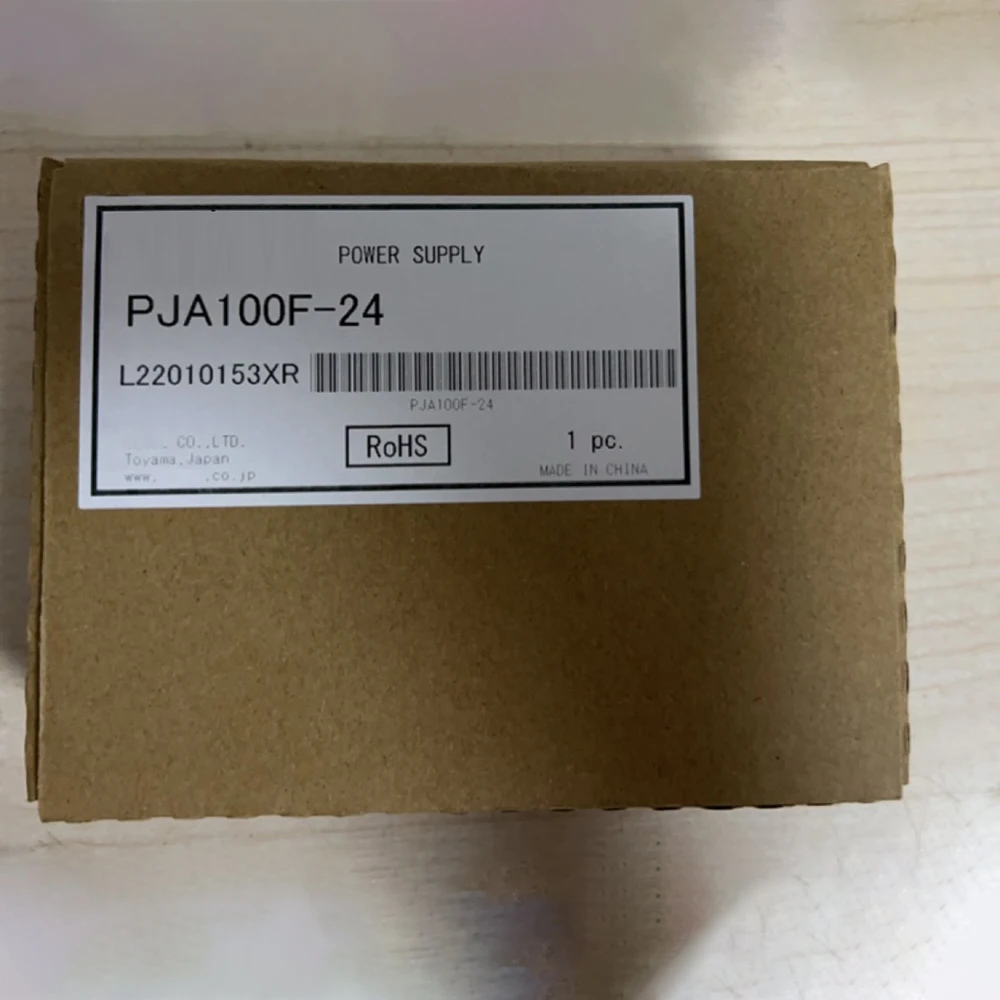 POWER SUPPLY
PJA100F-24
L22010153XR
PJA100F-24
CO.,LTD.
Toyama,Japan
www. .co.jp
RoHS
1 pc.
MADE IN CHINA